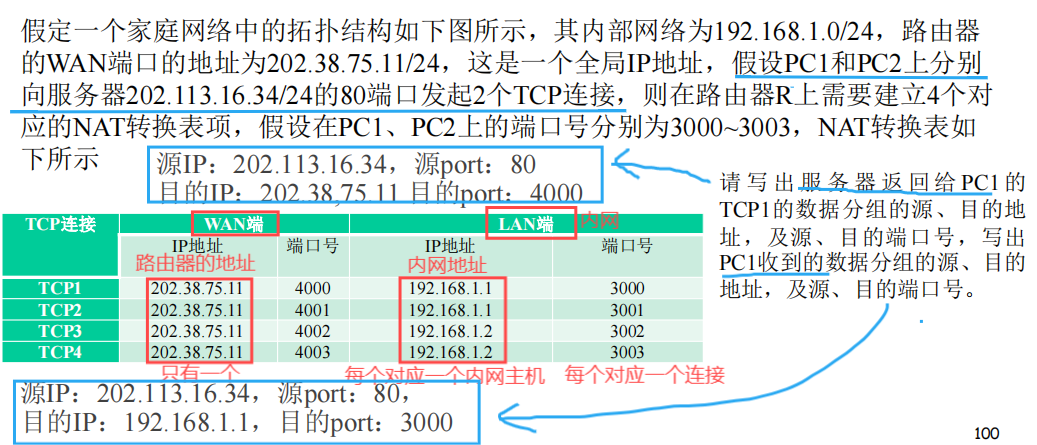 假定一个家庭网络中的拓扑结构如下图所示，其内部网络为192.168.1.0/24，路由器
的WAN端口的地址为202.38.75.11/24，这是一个全局IP地址，假设PC1和PC2上分别
向服务器202.113.16.34/24的80端口发起2个TCP连接，则在路由器R上需要建立4个对
应的NAT转换表项，假设在PC1、PC2上的端口号分别为3000~3003，NAT转换表如
下所示
源IP：202.113.16.34，源port：80
目的IP：202.38,75.11 目的port：4000
请写出服务器返回给PC1的
TCP1的数据分组的源、目的地
址，及源、目的端口号，写出
PC1收到的数据分组的源、目的
地址，及源、目的端口号。
TCP连接 WAN端 LAN端 内网
IP地址 端口号 IP地址 端口号
路由器的地址 内网地址
TCP1 202.38.75.11 4000 192.168.1.1 3000
TCP2 202.38.75.11 4001 192.168.1.1 3001
TCP3 202.38.75.11 4002 192.168.1.2 3002
TCP4 202.38.75.11 4003 192.168.1.2 3003
只有一个 每个对应一个内网主机 每个对应一个连接
源IP：202.113.16.34，源port：80，
目的IP：192.168.1.1，目的port：3000
100